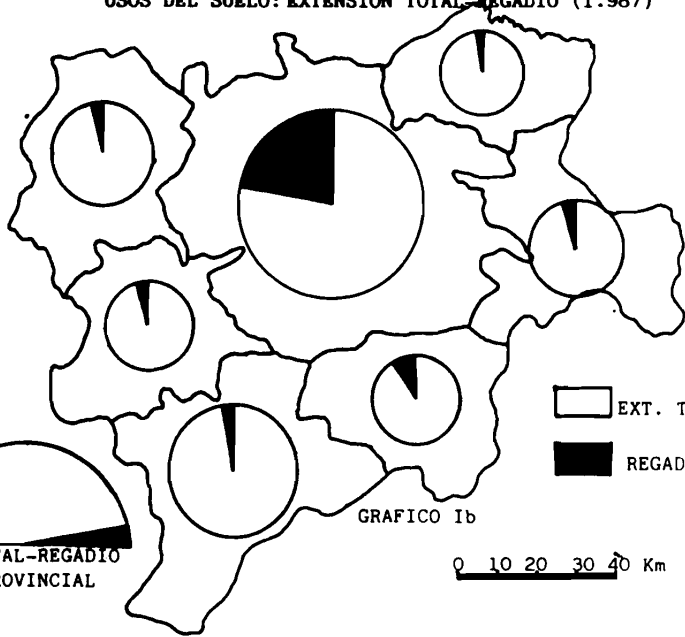 USOS DEL SUELO: EXTENSION TOTAL-REGADIO (1.987)
EXT. T
REGAD
GRAFICO Ib
AL-REGADIO
OVINCIAL
0 10 20 30 40 Km